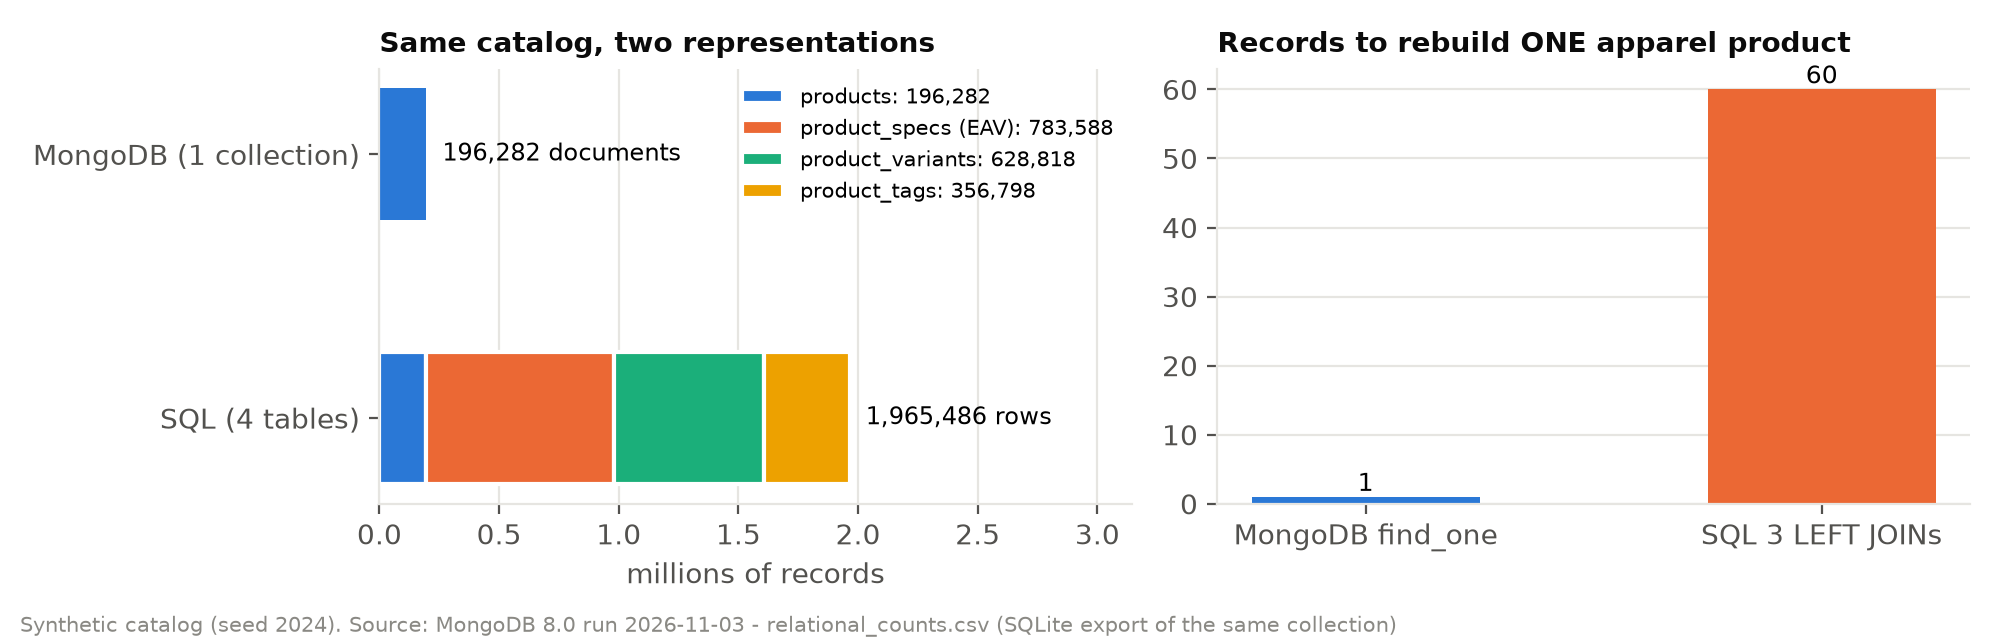 Same catalog, two representations
MongoDB (1 collection)
196,282 documents
products: 196,282
product_specs (EAV): 783,588
product_variants: 628,818
product_tags: 356,798
SQL (4 tables)
1,965,486 rows
0.0 0.5 1.0 1.5 2.0 2.5 3.0
millions of records
Records to rebuild ONE apparel product
60
60
50
40
30
20
10
0
1
MongoDB find_one SQL 3 LEFT JOINs
Synthetic catalog (seed 2024). Source: MongoDB 8.0 run 2026-11-03 - relational_counts.csv (SQLite export of the same collection)